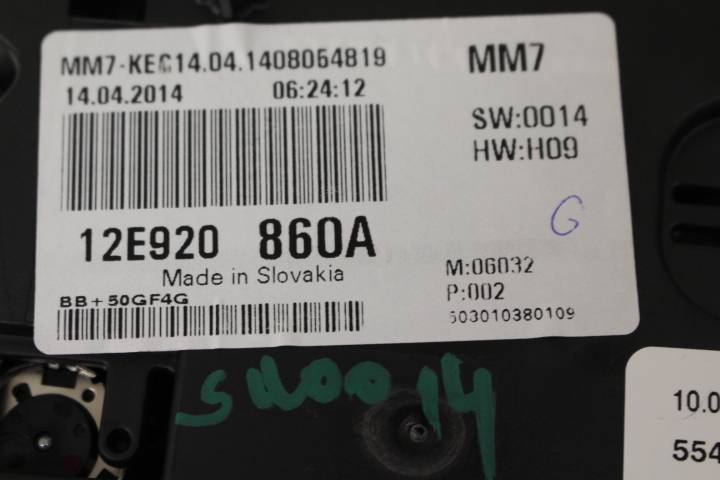 MM7-KEC14.04.1408064819
14.04.2014 06:24:12
MM7
SW:0014
HW:H09
12E920 860A
Made in Slovakia
G
M:06032
P:002
503010380109
BB+50GF4G
SW0014
10.0
554